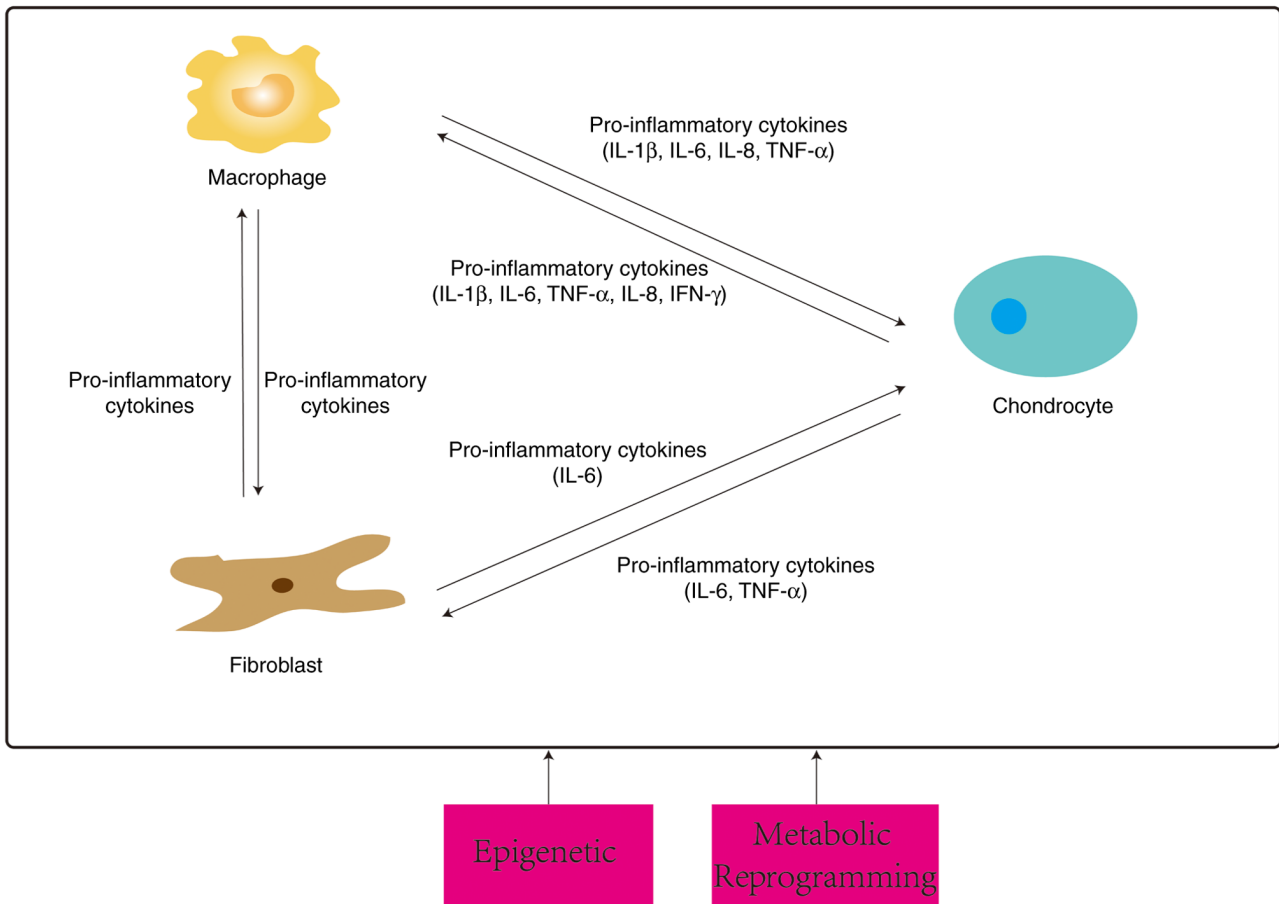 Pro-inflammatory cytokines
(IL-1β, IL-6, IL-8, TNF-α)
Macrophage
Pro-inflammatory cytokines
(IL-1β, IL-6, TNF-α, IL-8, IFN-γ)
Pro-inflammatory
cytokines
Pro-inflammatory
cytokines
Chondrocyte
Pro-inflammatory cytokines
(IL-6)
Pro-inflammatory cytokines
(IL-6, TNF-α)
Fibroblast
Epigenetic
Metabolic
Reprogramming